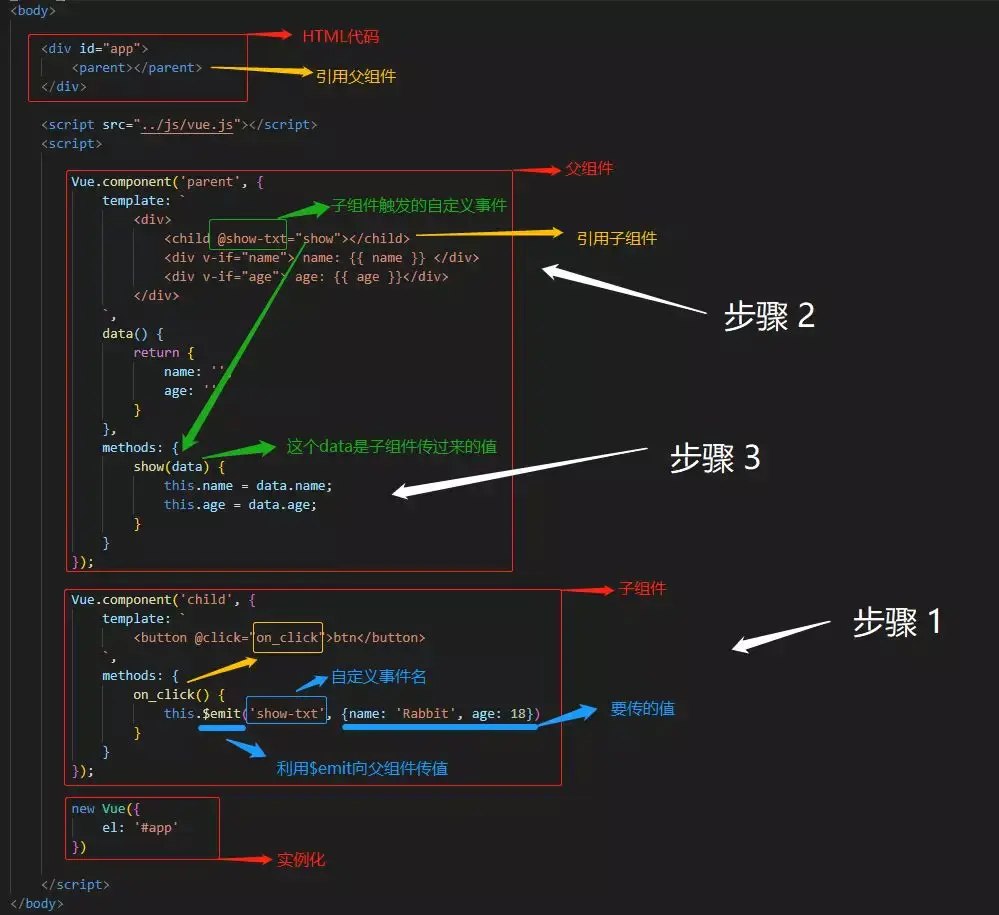 <body>
HTML代码
<div id="app">
<parent></parent>
引用父组件
</div>
<script src="../js/vue.js"></script>
<script>
父组件
Vue.component('parent', {
template: `
子组件触发的自定义事件
<div>
<child @show-txt="show"></child>
引用子组件
<div v-if="name"> name: {{ name }} </div>
<div v-if="age"> age: {{ age }}</div>
</div>
步骤 2
`,
data() {
return {
name: '',
age: ''
}
},
methods: {
这个data是子组件传过来的值
步骤 3
show(data) {
this.name = data.name;
this.age = data.age;
}
}
});
子组件
Vue.component('child', {
template: `
步骤 1
<button @click="on_click">btn</button>
`,
methods: {
自定义事件名
on_click() {
this.$emit('show-txt', {name: 'Rabbit', age: 18})
要传的值
}
}
利用$emit向父组件传值
});
new Vue({
el: '#app'
})
实例化
</script>
</body>